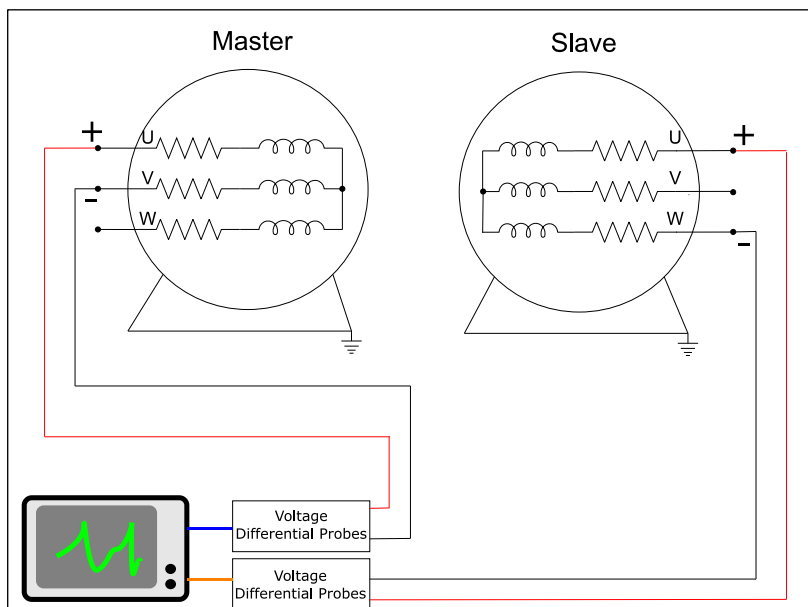 Master
Slave
+
U
V
-
W
U
+
V
W
-
Voltage
Differential Probes
Voltage
Differential Probes